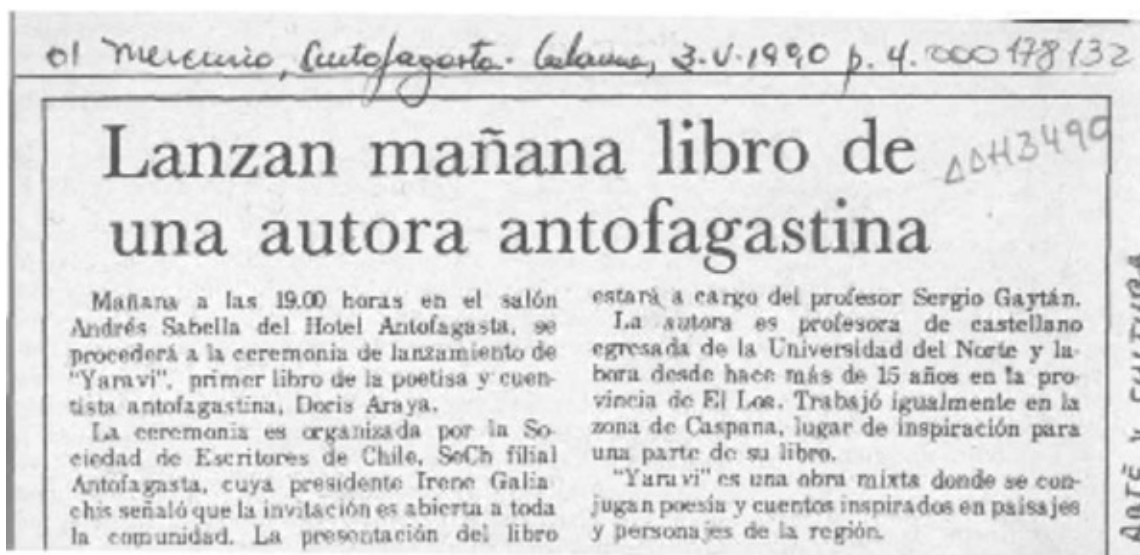 el Mercurio, Antofagasta - Calama, 3-V-1990 p. 4. 000178132
Lanzan mañana libro de
una autora antofagastina
AAH3490
Mañana a las 19.00 horas en el salón
Andrés Sabella del Hotel Antofagasta, se
procederá a la ceremonia de lanzamiento de
"Yaravi", primer libro de la poetisa y cuen-
tista antofagastina, Doris Araya.
La ceremonia es organizada por la So-
ciedad de Escritores de Chile, SeCh filial
Antofagasta, cuya presidente Irene Galia
chis señaló que la invitación es abierta a toda
la comunidad. La presentación del libro
estará a cargo del profesor Sergio Gaytán.
La autora es profesora de castellano
egresada de la Universidad del Norte y la-
bora desde hace más de 15 años en la pro-
vincia de El Loa. Trabajó igualmente en la
zona de Caspana, lugar de inspiración para
una parte de su libro.
"Yaravi" es una obra mixta donde se con-
jugan poesía y cuentos inspirados en paisajes
y personajes de la región.
ARTE Y CULTURA